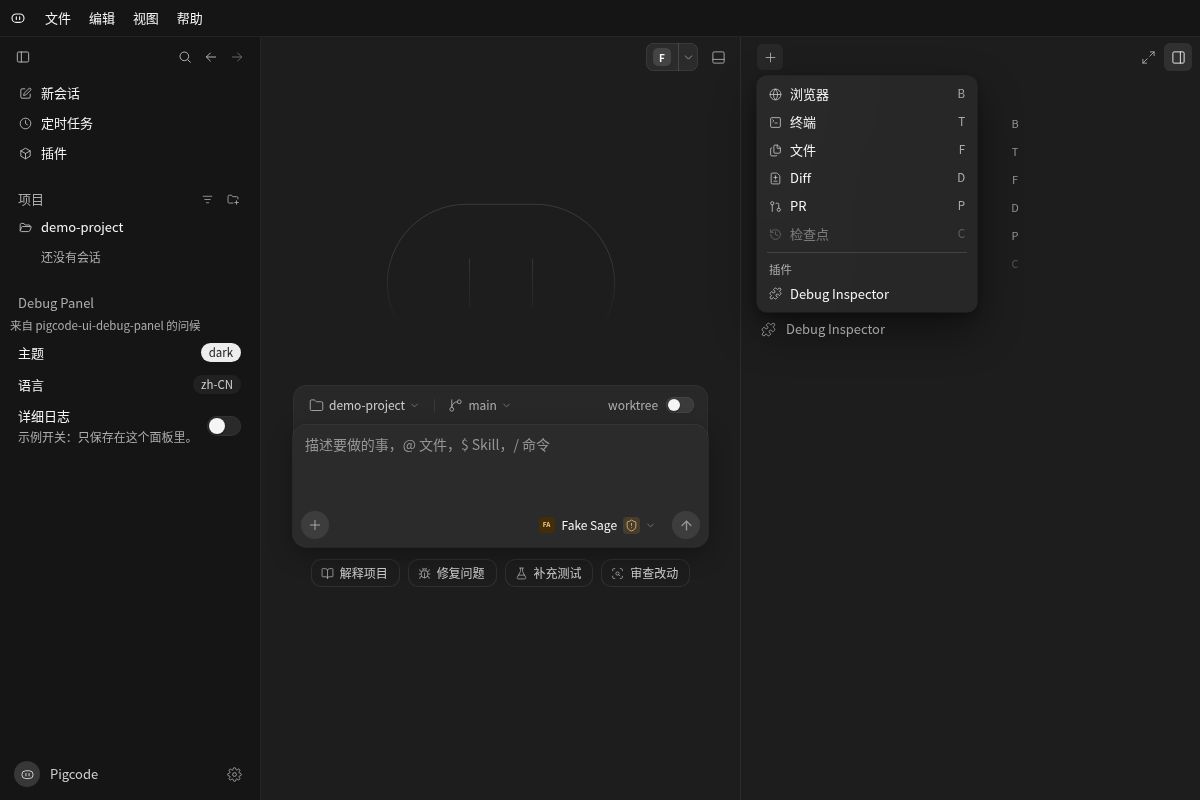 文件 编辑 视图 帮助
新会话
定时任务
插件
项目
demo-project
还没有会话
Debug Panel
来自 pigcode-ui-debug-panel 的问候
主题 dark
语言 zh-CN
详细日志
示例开关：只保存在这个面板里。
Pigcode
F
demo-project main worktree
描述要做的事，@ 文件，$ Skill，/ 命令
FA Fake Sage
解释项目 修复问题 补充测试 审查改动
浏览器 B
终端 T
文件 F
Diff D
PR P
检查点 C
插件
Debug Inspector
B
T
F
D
P
C
Debug Inspector